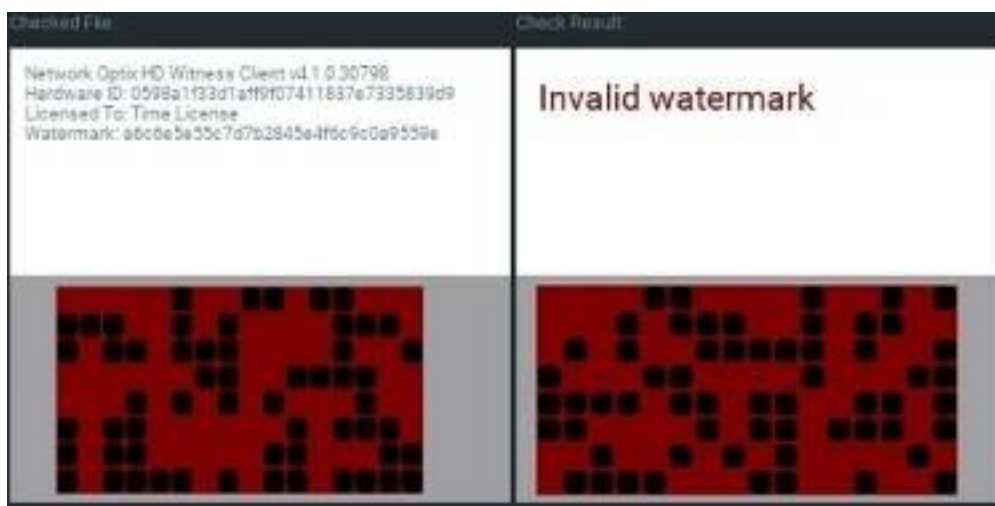 Checked File
Check Result
Network Optix HD Witness Client v4.1.0.30798
Hardware ID: 0598a1f33d1aff9f07411837e7335839d9
Licensed To: Time License
Watermark: a6c6e5e55c7d7b2845e4f6c9c0a9559e
Invalid watermark